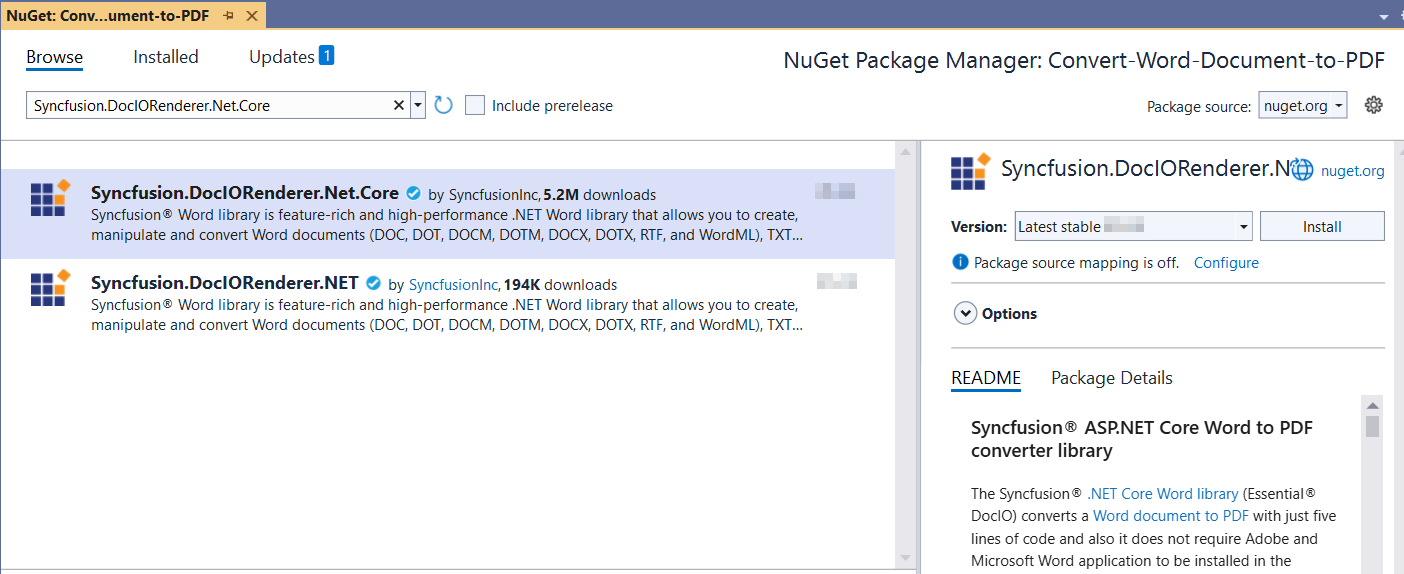 NuGet: Conv...ument-to-PDF
Browse
Installed
Updates 1
NuGet Package Manager: Convert-Word-Document-to-PDF
Syncfusion.DocIORenderer.Net.Core
Include prerelease
Package source: nuget.org
Syncfusion.DocIORenderer.Net.Core by SyncfusionInc, 5.2M downloads
Syncfusion® Word library is feature-rich and high-performance .NET Word library that allows you to create,
manipulate and convert Word documents (DOC, DOT, DOCM, DOTM, DOCX, DOTX, RTF, and WordML), TXT...
Syncfusion.DocIORenderer.NET by SyncfusionInc, 194K downloads
Syncfusion® Word library is feature-rich and high-performance .NET Word library that allows you to create,
manipulate and convert Word documents (DOC, DOT, DOCM, DOTM, DOCX, DOTX, RTF, and WordML), TXT...
Syncfusion.DocIORenderer.N nuget.org
Version: Latest stable
Install
Package source mapping is off. Configure
Options
README
Package Details
Syncfusion® ASP.NET Core Word to PDF
converter library
The Syncfusion® .NET Core Word library (Essential®
DocIO) converts a Word document to PDF with just five
lines of code and also it does not require Adobe and
Microsoft Word application to be installed in the